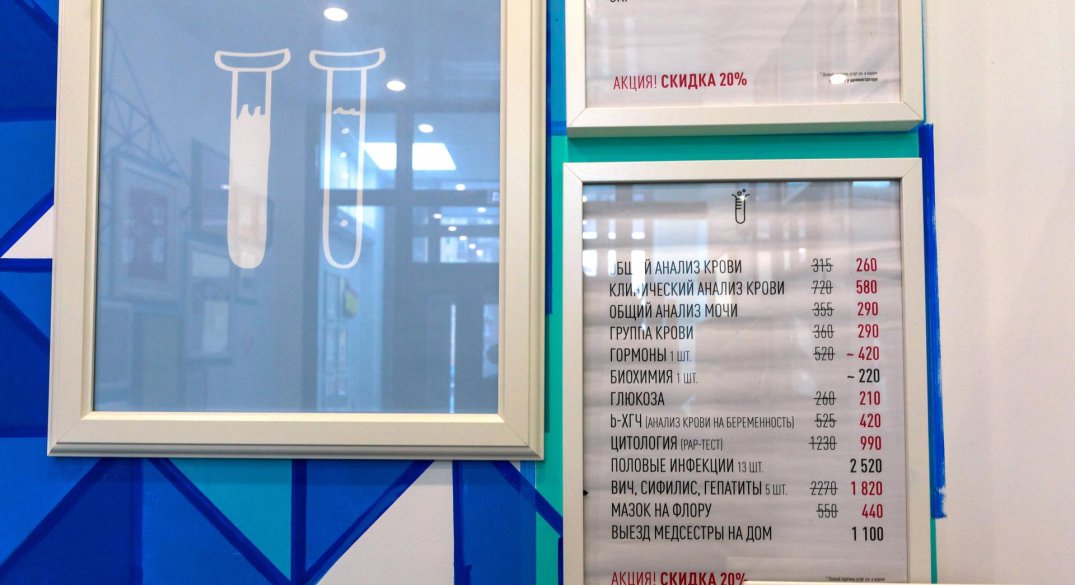 АКЦИЯ! СКИДКА 20%
ОБЩИЙ АНАЛИЗ КРОВИ 315 260
КЛИНИЧЕСКИЙ АНАЛИЗ КРОВИ 720 580
ОБЩИЙ АНАЛИЗ МОЧИ 355 290
ГРУППА КРОВИ 360 290
ГОРМОНЫ 1 ШТ. 520 ~ 420
БИОХИМИЯ 1 ШТ. ~ 220
ГЛЮКОЗА 260 210
b-ХГЧ (АНАЛИЗ КРОВИ НА БЕРЕМЕННОСТЬ) 525 420
ЦИТОЛОГИЯ (PAP-ТЕСТ) 1230 990
ПОЛОВЫЕ ИНФЕКЦИИ 13 ШТ. 2 520
ВИЧ, СИФИЛИС, ГЕПАТИТЫ 5 ШТ. 2270 1 820
МАЗОК НА ФЛОРУ 550 440
ВЫЕЗД МЕДСЕСТРЫ НА ДОМ 1 100
АКЦИЯ! СКИДКА 20%